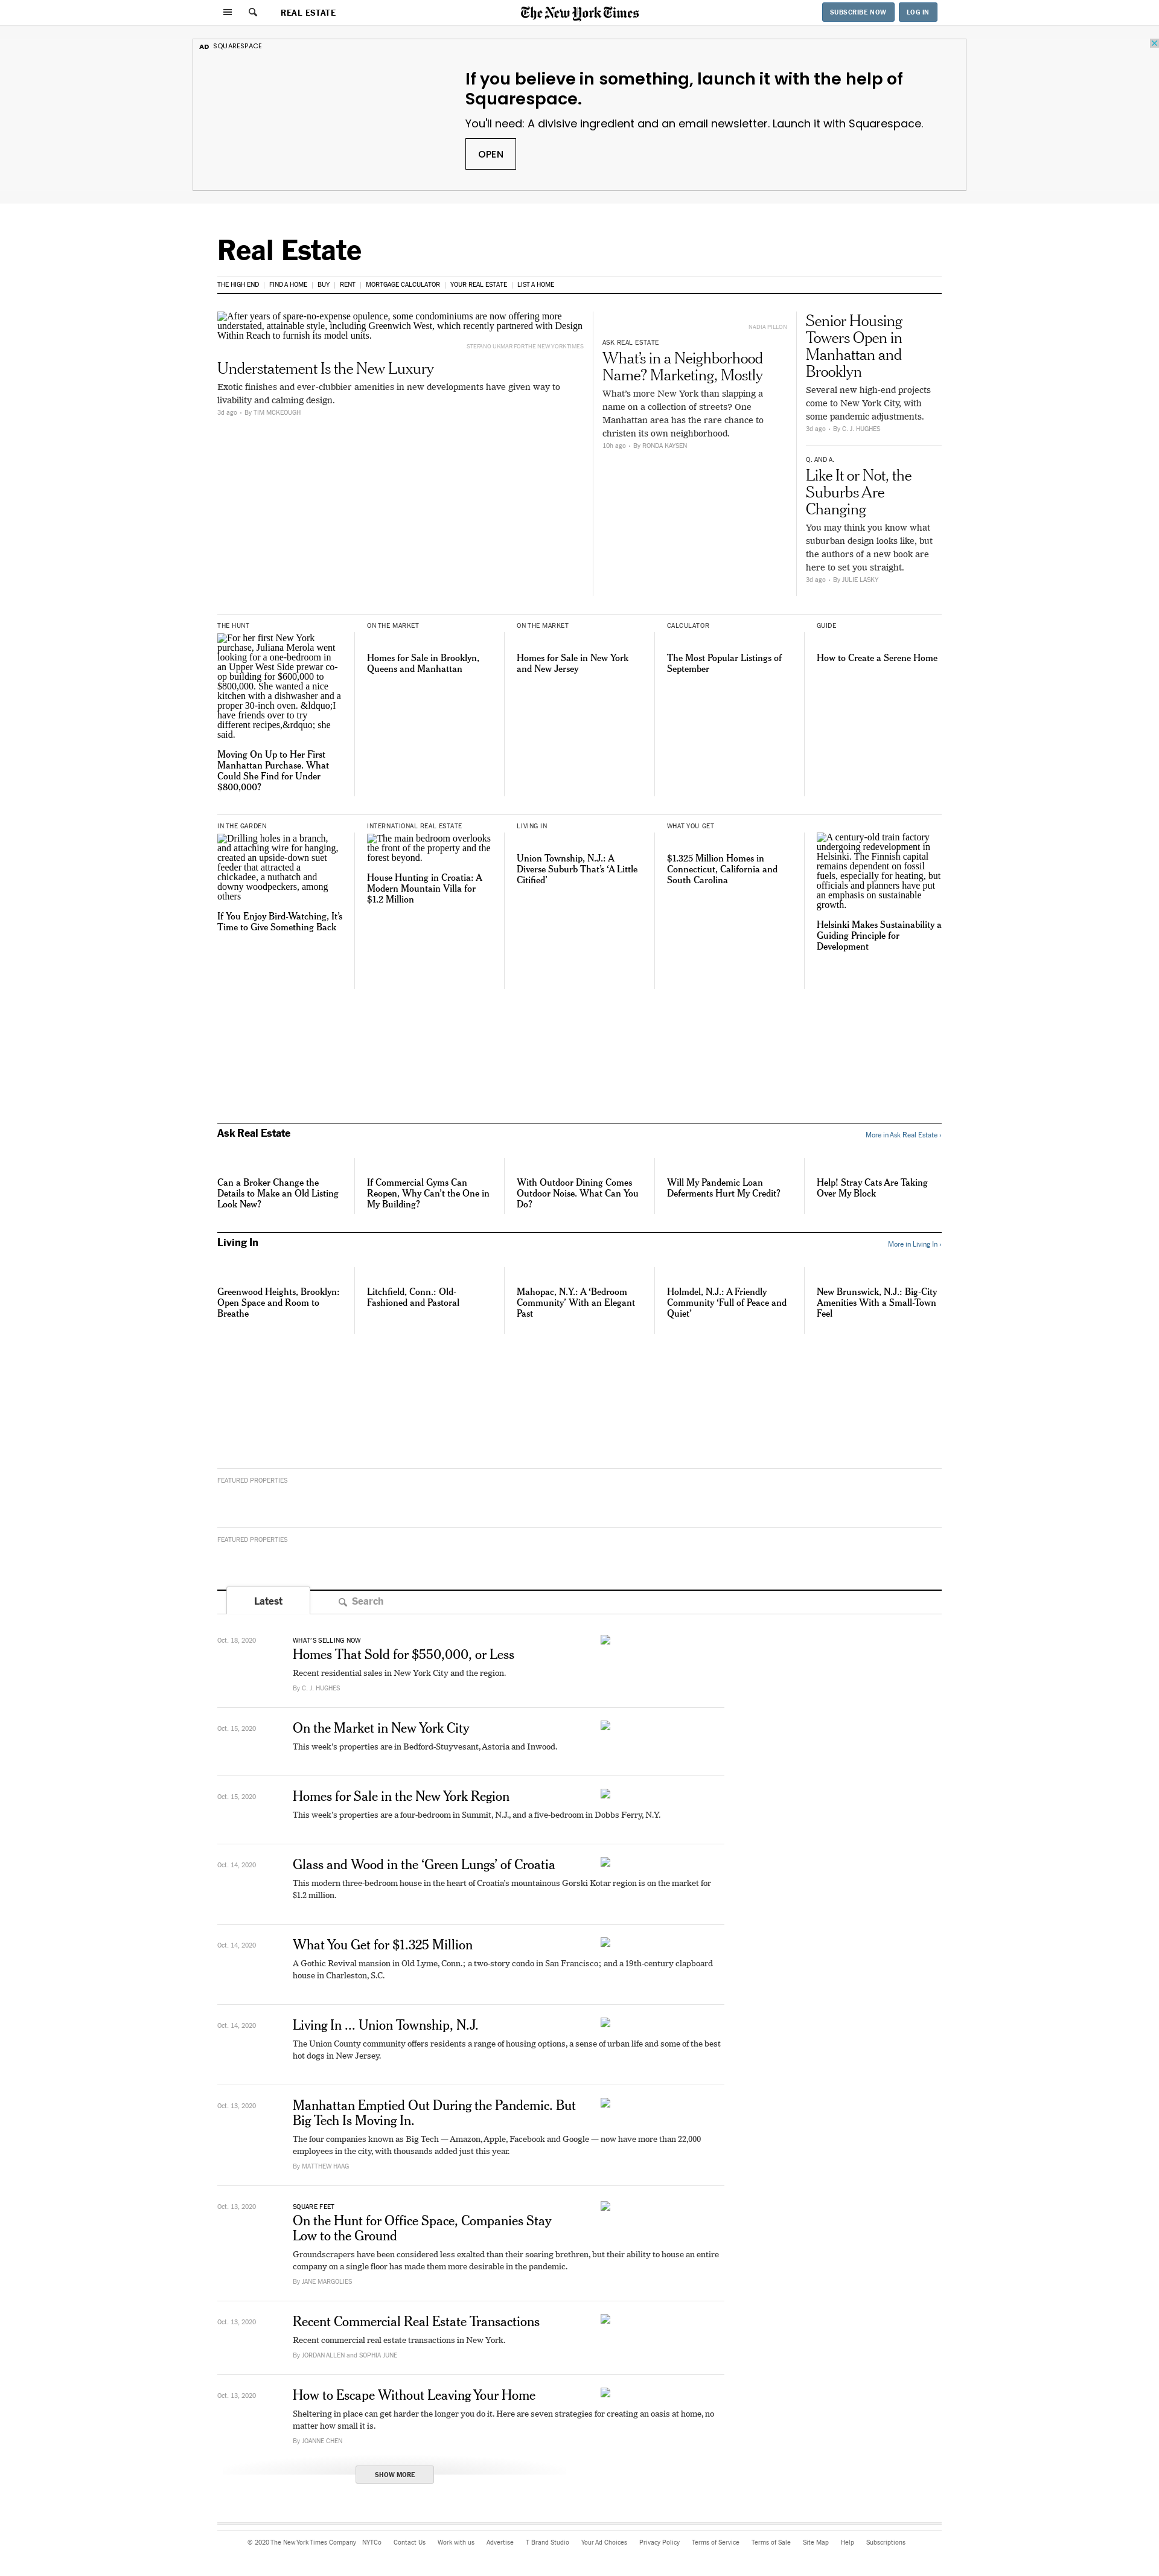 REAL ESTATE
The New York Times
SUBSCRIBE NOW
LOG IN
AD SQUARESPACE
If you believe in something, launch it with the help of
Squarespace.
You'll need: A divisive ingredient and an email newsletter. Launch it with Squarespace.
OPEN
Real Estate
THE HIGH END | FIND A HOME | BUY | RENT | MORTGAGE CALCULATOR | YOUR REAL ESTATE | LIST A HOME
After years of spare-no-expense opulence, some condominiums are now offering more
understated, attainable style, including Greenwich West, which recently partnered with Design
Within Reach to furnish its model units.
STEFANO UKMAR FOR THE NEW YORK TIMES
Understatement Is the New Luxury
Exotic finishes and ever-clubbier amenities in new developments have given way to
livability and calming design.
3d ago • By TIM MCKEOUGH
NADIA PILLON
ASK REAL ESTATE
What's in a Neighborhood
Name? Marketing, Mostly
What's more New York than slapping a
name on a collection of streets? One
Manhattan area has the rare chance to
christen its own neighborhood.
10h ago • By RONDA KAYSEN
Senior Housing
Towers Open in
Manhattan and
Brooklyn
Several new high-end projects
come to New York City, with
some pandemic adjustments.
3d ago • By C. J. HUGHES
Q. AND A.
Like It or Not, the
Suburbs Are
Changing
You may think you know what
suburban design looks like, but
the authors of a new book are
here to set you straight.
3d ago • By JULIE LASKY
THE HUNT
For her first New York
purchase, Juliana Merola went
looking for a one-bedroom in
an Upper West Side prewar co-
op building for $600,000 to
$800,000. She wanted a nice
kitchen with a dishwasher and a
proper 30-inch oven. &ldquo;I
have friends over to try
different recipes,&rdquo; she
said.
Moving On Up to Her First
Manhattan Purchase. What
Could She Find for Under
$800,000?
ON THE MARKET
Homes for Sale in Brooklyn,
Queens and Manhattan
ON THE MARKET
Homes for Sale in New York
and New Jersey
CALCULATOR
The Most Popular Listings of
September
GUIDE
How to Create a Serene Home
IN THE GARDEN
Drilling holes in a branch,
and attaching wire for hanging,
created an upside-down suet
feeder that attracted a
chickadee, a nuthatch and
downy woodpeckers, among
others
If You Enjoy Bird-Watching, It's
Time to Give Something Back
INTERNATIONAL REAL ESTATE
The main bedroom overlooks
the front of the property and the
forest beyond.
House Hunting in Croatia: A
Modern Mountain Villa for
$1.2 Million
LIVING IN
Union Township, N.J.: A
Diverse Suburb That's 'A Little
Citified'
WHAT YOU GET
$1.325 Million Homes in
Connecticut, California and
South Carolina
A century-old train factory
undergoing redevelopment in
Helsinki. The Finnish capital
remains dependent on fossil
fuels, especially for heating, but
officials and planners have put
an emphasis on sustainable
growth.
Helsinki Makes Sustainability a
Guiding Principle for
Development
Ask Real Estate
More in Ask Real Estate ›
Can a Broker Change the
Details to Make an Old Listing
Look New?
If Commercial Gyms Can
Reopen, Why Can't the One in
My Building?
With Outdoor Dining Comes
Outdoor Noise. What Can You
Do?
Will My Pandemic Loan
Deferments Hurt My Credit?
Help! Stray Cats Are Taking
Over My Block
Living In
More in Living In ›
Greenwood Heights, Brooklyn:
Open Space and Room to
Breathe
Litchfield, Conn.: Old-
Fashioned and Pastoral
Mahopac, N.Y.: A 'Bedroom
Community' With an Elegant
Past
Holmdel, N.J.: A Friendly
Community 'Full of Peace and
Quiet'
New Brunswick, N.J.: Big-City
Amenities With a Small-Town
Feel
FEATURED PROPERTIES
FEATURED PROPERTIES
Latest
Search
Oct. 18, 2020
WHAT'S SELLING NOW
Homes That Sold for $550,000, or Less
Recent residential sales in New York City and the region.
By C. J. HUGHES
Oct. 15, 2020
On the Market in New York City
This week's properties are in Bedford-Stuyvesant, Astoria and Inwood.
Oct. 15, 2020
Homes for Sale in the New York Region
This week's properties are a four-bedroom in Summit, N.J., and a five-bedroom in Dobbs Ferry, N.Y.
Oct. 14, 2020
Glass and Wood in the 'Green Lungs' of Croatia
This modern three-bedroom house in the heart of Croatia's mountainous Gorski Kotar region is on the market for
$1.2 million.
Oct. 14, 2020
What You Get for $1.325 Million
A Gothic Revival mansion in Old Lyme, Conn.; a two-story condo in San Francisco; and a 19th-century clapboard
house in Charleston, S.C.
Oct. 14, 2020
Living In ... Union Township, N.J.
The Union County community offers residents a range of housing options, a sense of urban life and some of the best
hot dogs in New Jersey.
Oct. 13, 2020
Manhattan Emptied Out During the Pandemic. But
Big Tech Is Moving In.
The four companies known as Big Tech — Amazon, Apple, Facebook and Google — now have more than 22,000
employees in the city, with thousands added just this year.
By MATTHEW HAAG
Oct. 13, 2020
SQUARE FEET
On the Hunt for Office Space, Companies Stay
Low to the Ground
Groundscrapers have been considered less exalted than their soaring brethren, but their ability to house an entire
company on a single floor has made them more desirable in the pandemic.
By JANE MARGOLIES
Oct. 13, 2020
Recent Commercial Real Estate Transactions
Recent commercial real estate transactions in New York.
By JORDAN ALLEN and SOPHIA JUNE
Oct. 13, 2020
How to Escape Without Leaving Your Home
Sheltering in place can get harder the longer you do it. Here are seven strategies for creating an oasis at home, no
matter how small it is.
By JOANNE CHEN
SHOW MORE
© 2020 The New York Times Company NYTCo Contact Us Work with us Advertise T Brand Studio Your Ad Choices Privacy Policy Terms of Service Terms of Sale Site Map Help Subscriptions